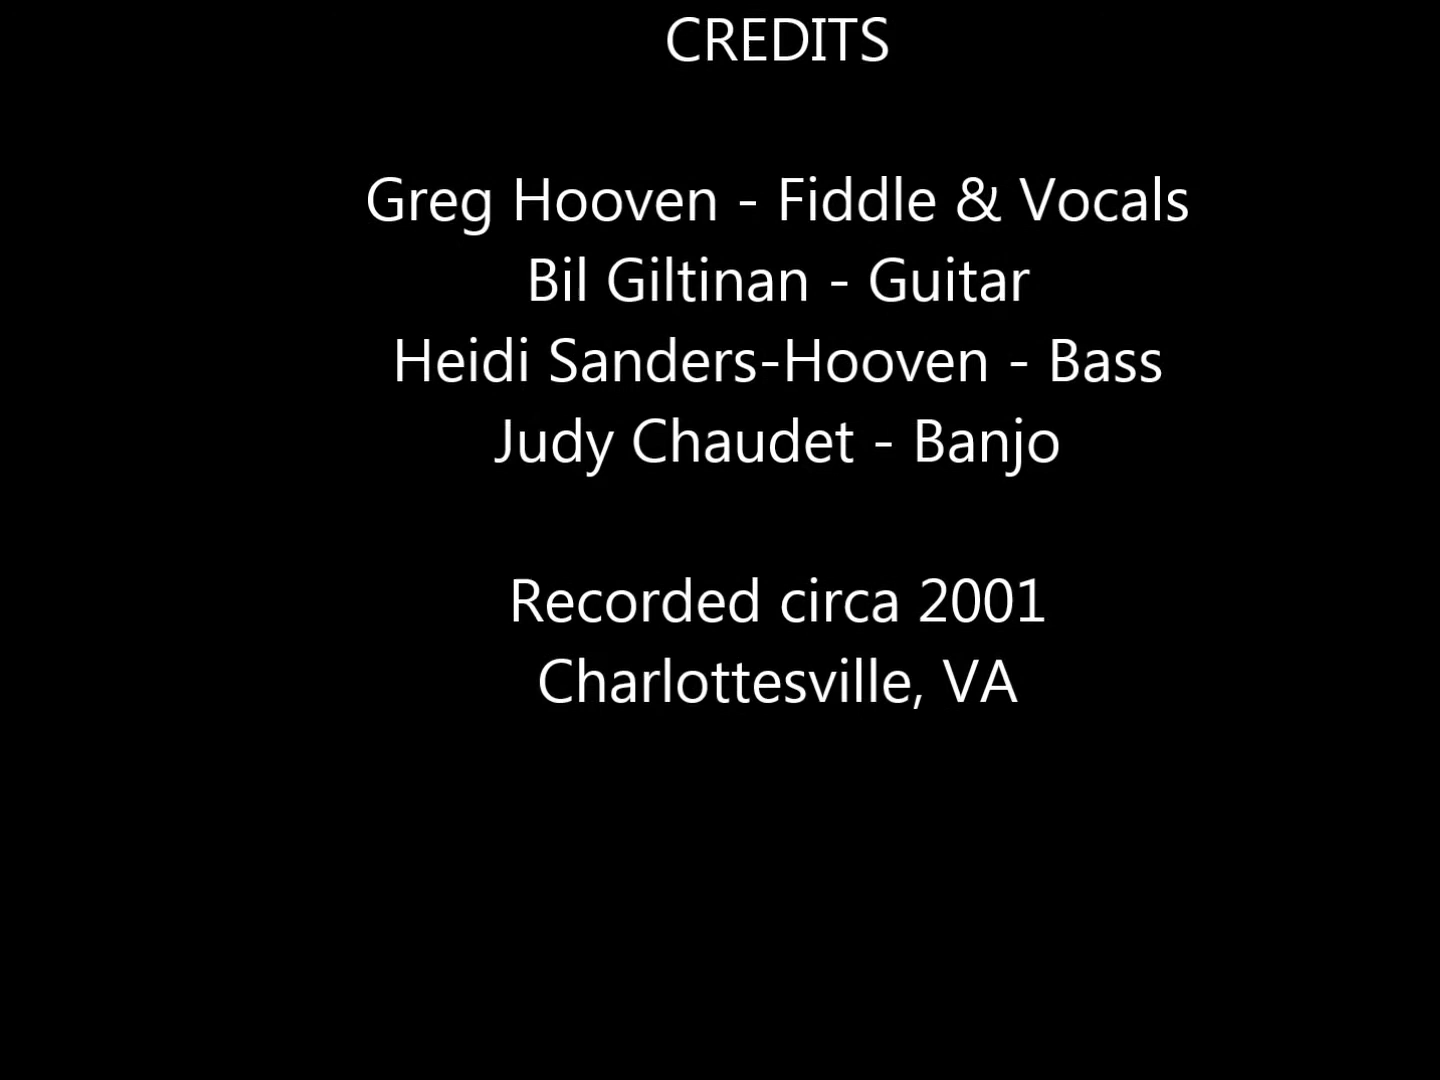 CREDITS
Greg Hooven - Fiddle & Vocals
Bil Giltinan - Guitar
Heidi Sanders-Hooven - Bass
Judy Chaudet - Banjo
Recorded circa 2001
Charlottesville, VA